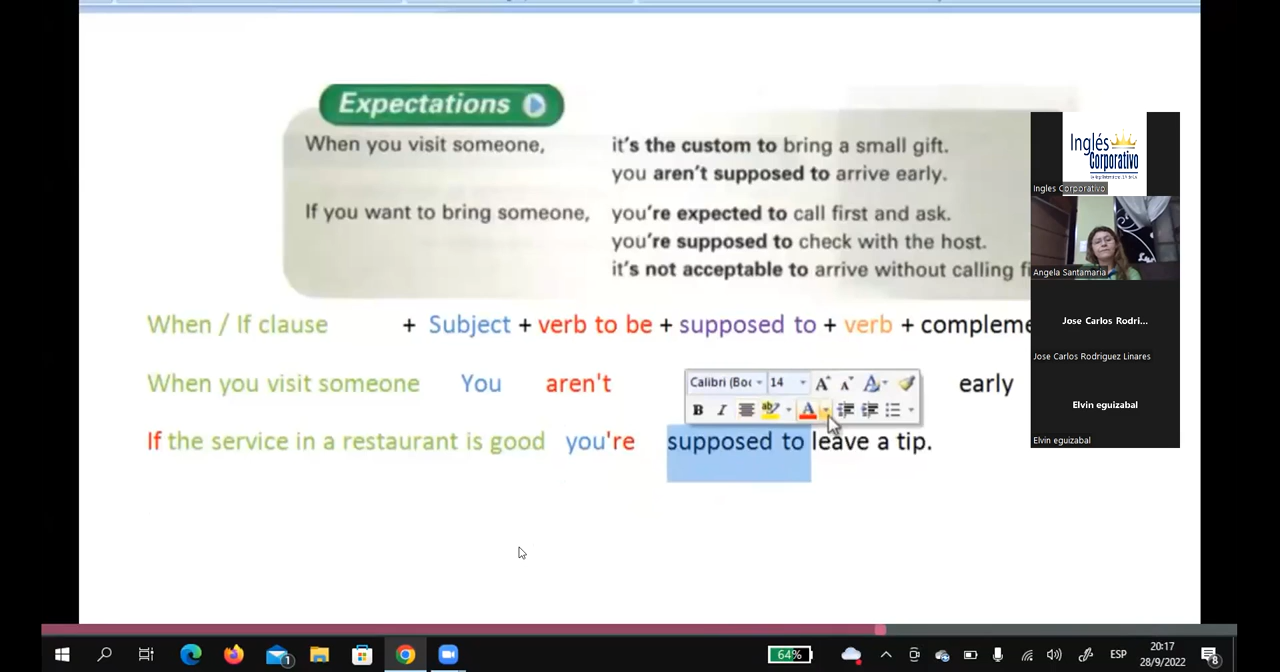 Expectations
When you visit someone, it's the custom to bring a small gift.
you aren't supposed to arrive early.
If you want to bring someone, you're expected to call first and ask.
you're supposed to check with the host.
it's not acceptable to arrive without calling fi
When / If clause + Subject + verb to be + supposed to + verb + compleme
When you visit someone You aren't early
If the service in a restaurant is good you're supposed to leave a tip.
Calibri (Boc 14
Inglés
Corporativo
Ingles Corporativo
Angela Santamaria
Jose Carlos Rodri...
Jose Carlos Rodriguez Linares
Elvin eguizabal
Elvin eguizabal
64%
ESP
20:17
28/9/2022